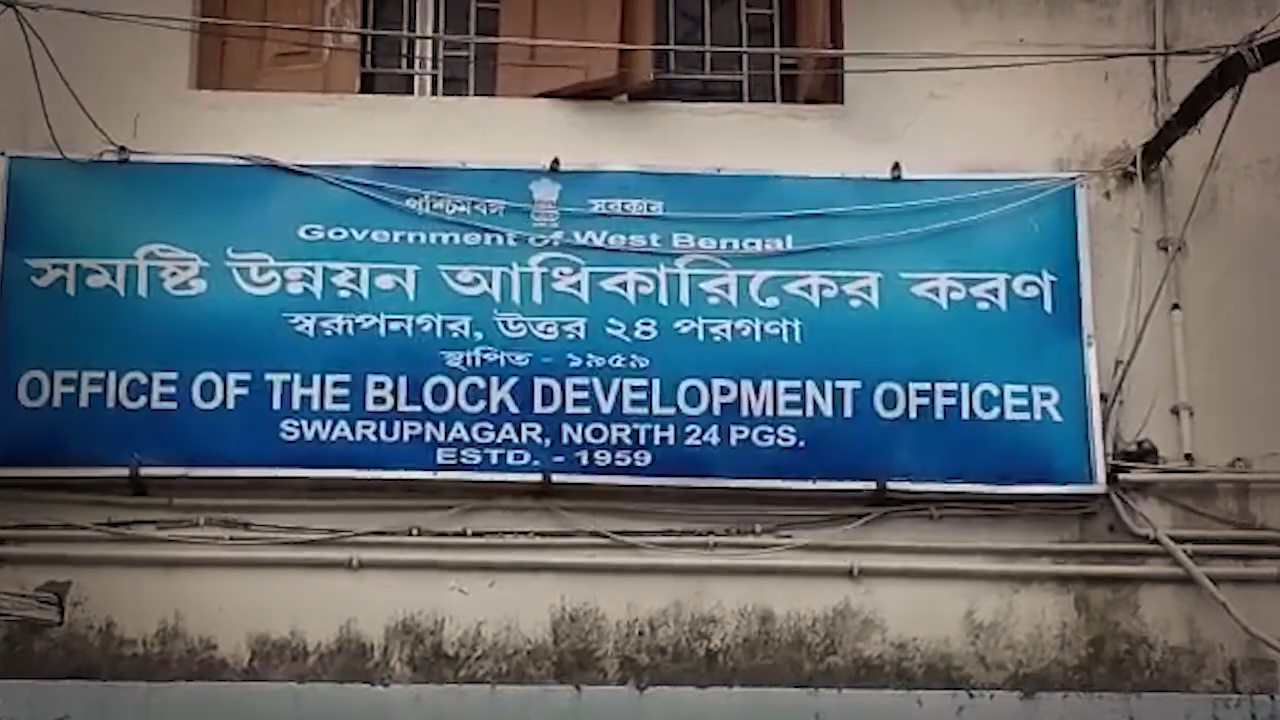 পশ্চিমবঙ্গ সরকার
Government of West Bengal
সমষ্টি উন্নয়ন আধিকারিকের করণ
স্বরূপনগর, উত্তর ২৪ পরগণা
স্থাপিত - ১৯৫৯
OFFICE OF THE BLOCK DEVELOPMENT OFFICER
SWARUPNAGAR, NORTH 24 PGS.
ESTD. - 1959